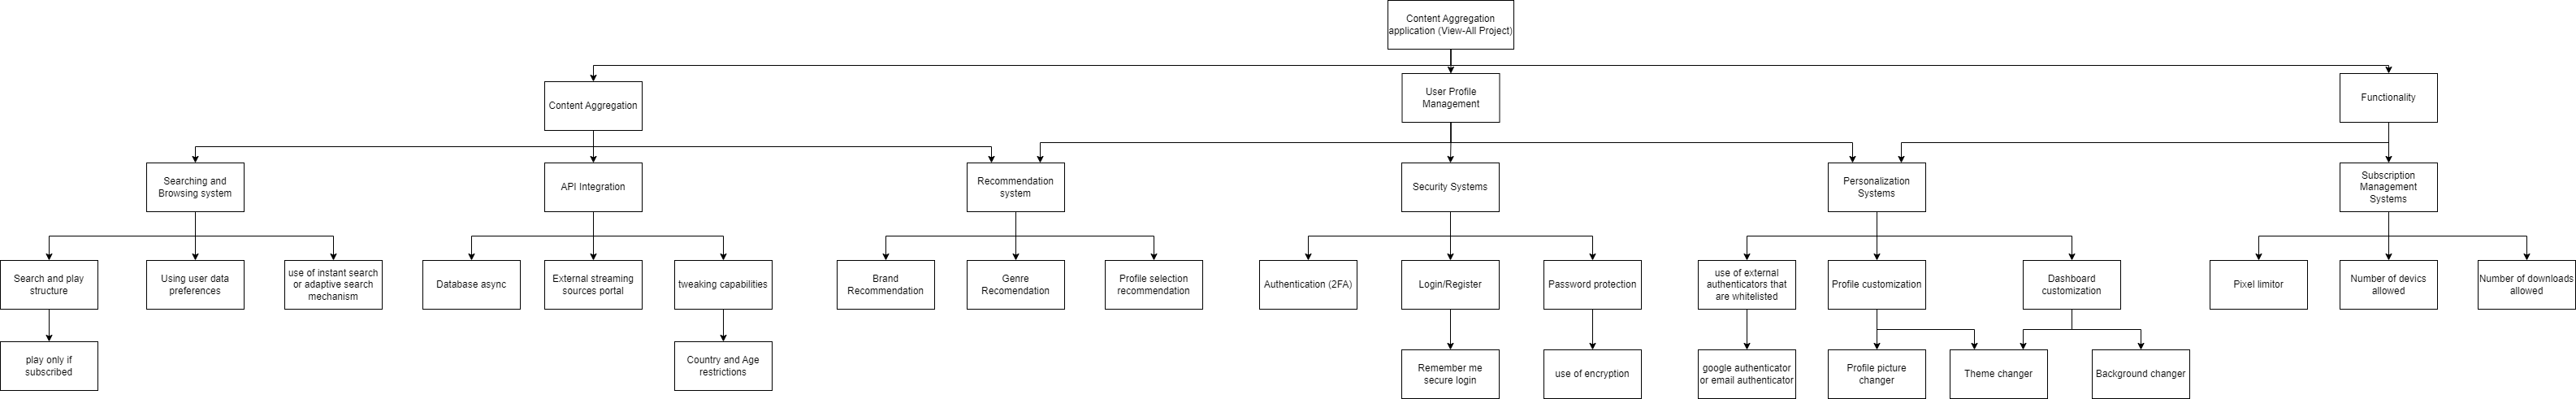 Content Aggregation
application (View-All Project)
Content Aggregation
User Profile
Management
Functionality
Searching and
Browsing system
API Integration
Recommendation
system
Security Systems
Personalization
Systems
Subscription
Management
Systems
Search and play
structure
Using user data
preferences
use of instant search
or adaptive search
mechanism
Database async
External streaming
sources portal
tweaking capabilities
Brand
Recommendation
Genre
Recomendation
Profile selection
recommendation
Authentication (2FA)
Login/Register
Password protection
use of external
authenticators that
are whitelisted
Profile customization
Dashboard
customization
Pixel limitor
Number of devics
allowed
Number of downloads
allowed
play only if
subscribed
Country and Age
restrictions
Remember me
secure login
use of encryption
google authenticator
or email authenticator
Profile picture
changer
Theme changer
Background changer